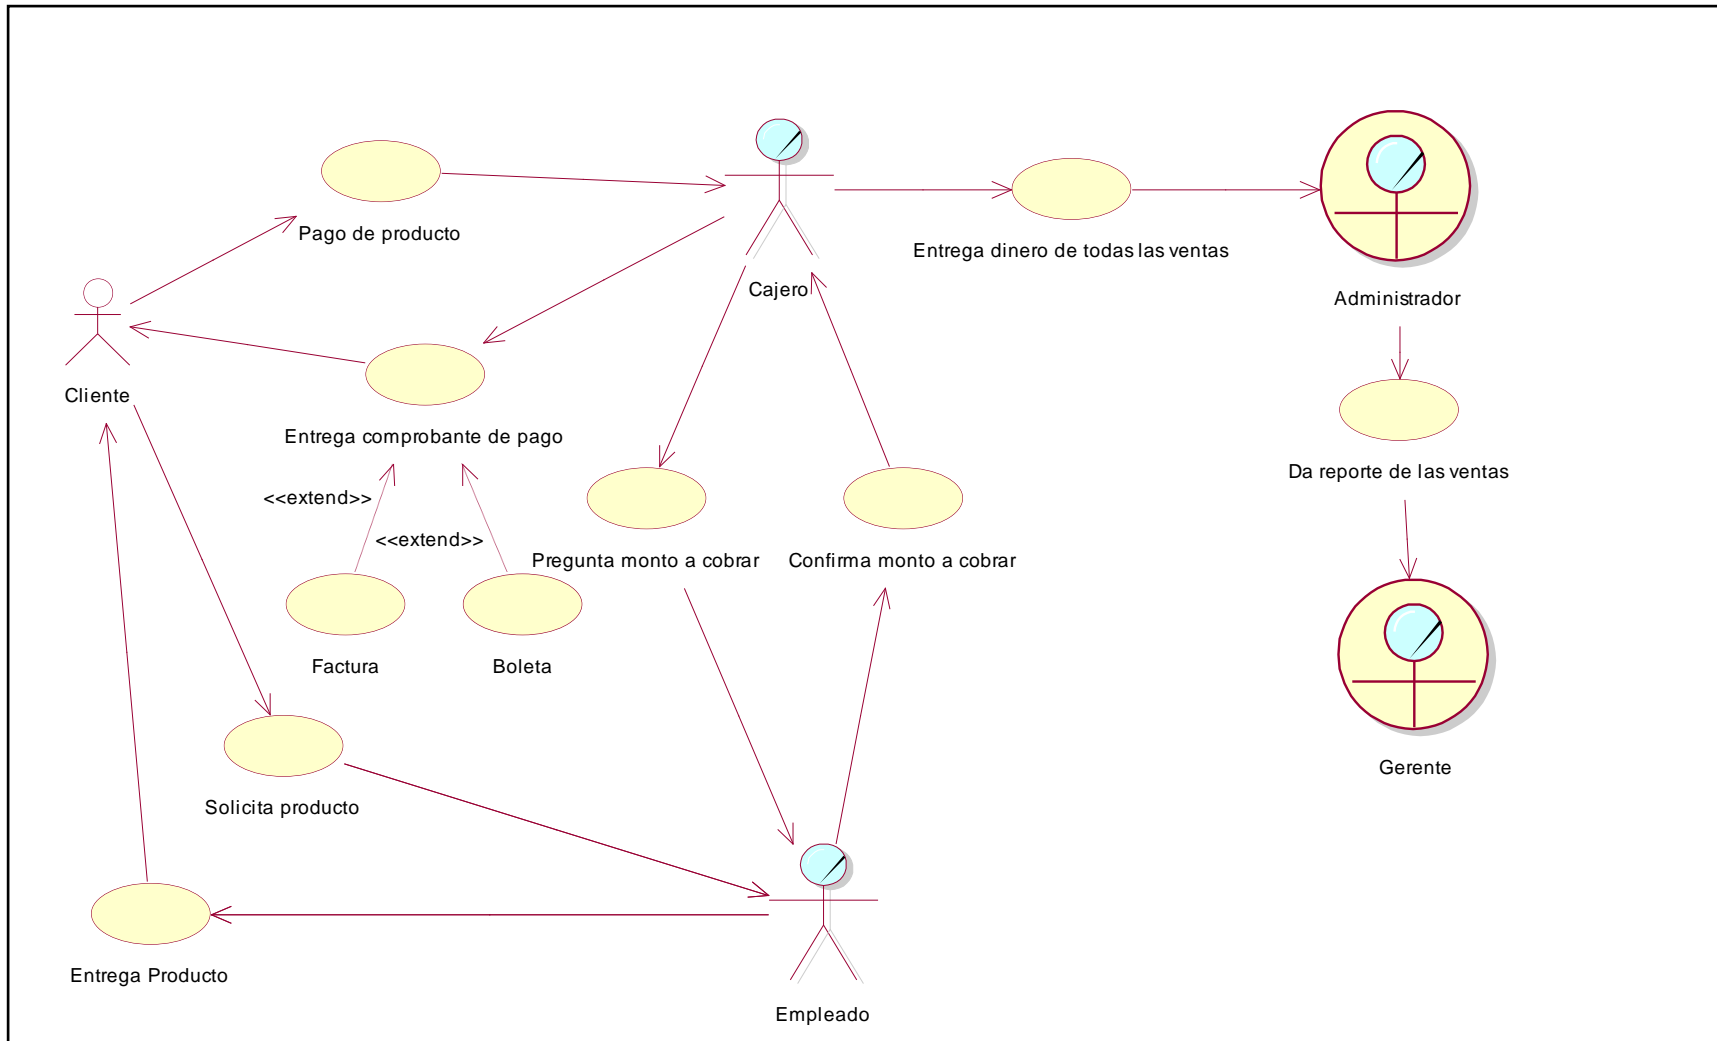 Pago de producto
Cajero
Entrega dinero de todas las ventas
Administrador
Cliente
Entrega comprobante de pago
Da reporte de las ventas
<<extend>>
<<extend>>
Pregunta monto a cobrar
Confirma monto a cobrar
Factura
Boleta
Gerente
Solicita producto
Entrega Producto
Empleado